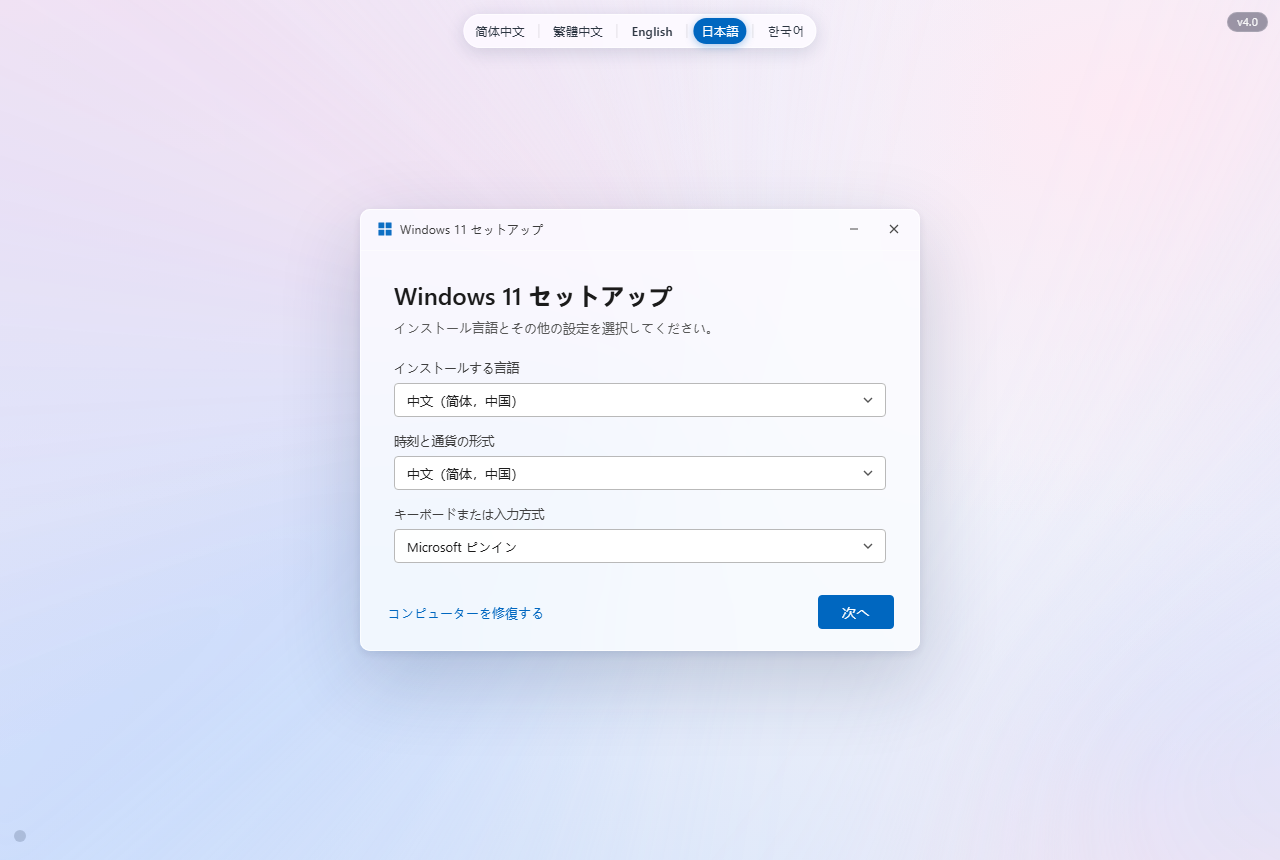 简体中文 繁體中文 English 日本語 한국어
v4.0
Windows 11 セットアップ
Windows 11 セットアップ
インストール言語とその他の設定を選択してください。
インストールする言語
中文（简体，中国）
時刻と通貨の形式
中文（简体，中国）
キーボードまたは入力方式
Microsoft ピンイン
コンピューターを修復する
次へ